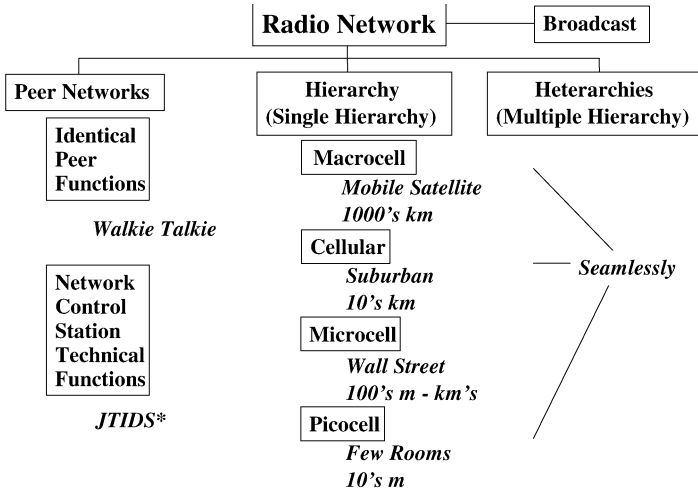 Radio Network
Broadcast
Peer Networks
Identical
Peer
Functions
Walkie Talkie
Network
Control
Station
Technical
Functions
JTIDS*
Hierarchy
(Single Hierarchy)
Macrocell
Mobile Satellite
1000's km
Cellular
Suburban
10's km
Microcell
Wall Street
100's m - km's
Picocell
Few Rooms
10's m
Heterarchies
(Multiple Hierarchy)
Seamlessly